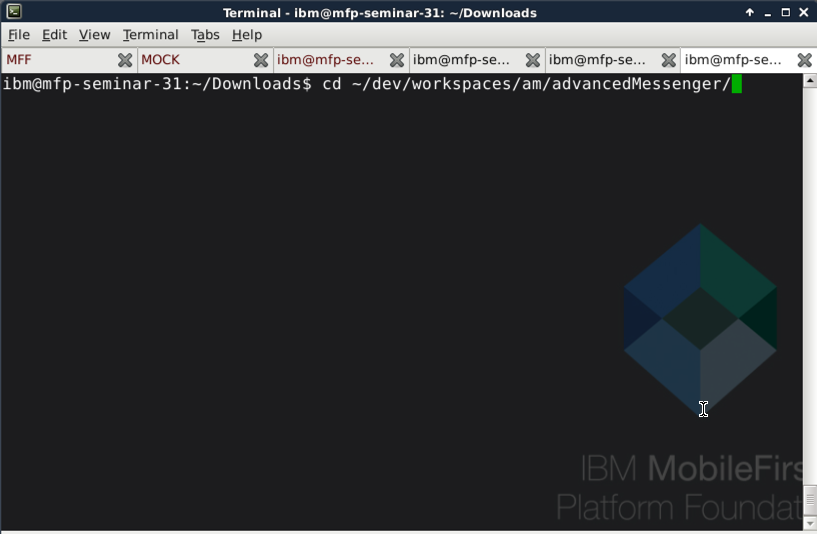 Terminal - ibm@mfp-seminar-31: ~/Downloads
File Edit View Terminal Tabs Help
MFF MOCK ibm@mfp-se... ibm@mfp-se... ibm@mfp-se... ibm@mfp-se...
ibm@mfp-seminar-31:~/Downloads$ cd ~/dev/workspaces/am/advancedMessenger/
IBM MobileFirs
Platform Foundat